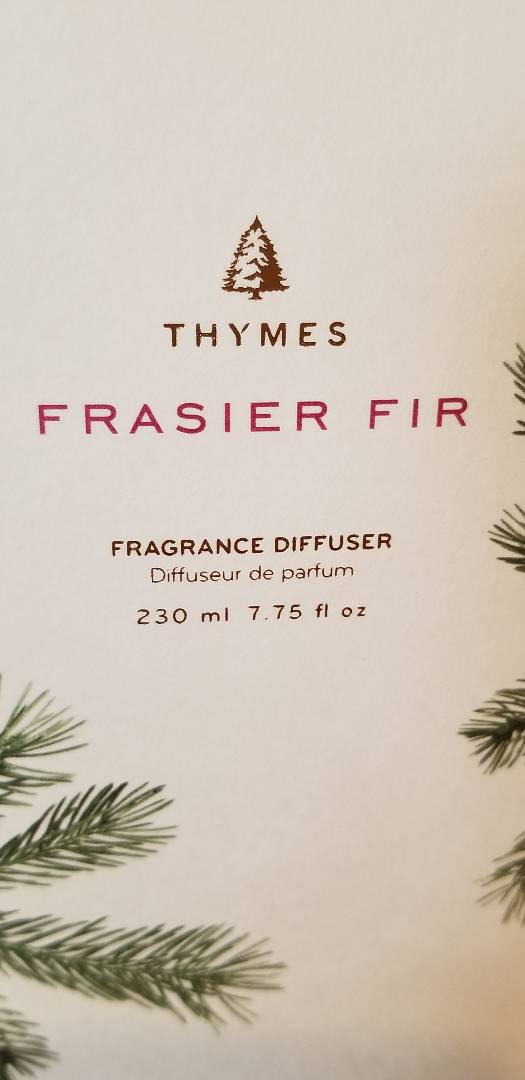 THYMES
FRASIER FIR
FRAGRANCE DIFFUSER
Diffuseur de parfum
230 ml 7.75 fl oz